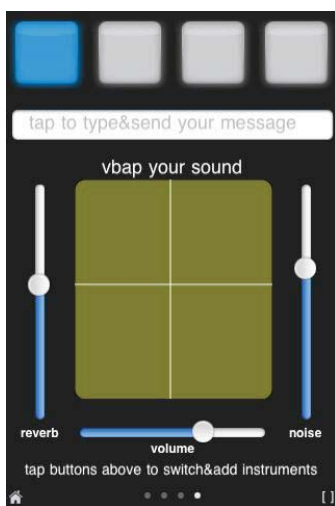 tap to type&send your message
vbap your sound
reverb
noise
volume
tap buttons above to switch&add instruments
[ ]